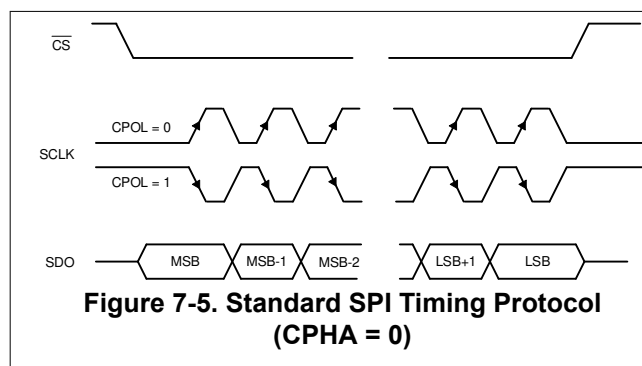 CS
CPOL = 0
SCLK
CPOL = 1
SDO MSB MSB-1 MSB-2 LSB+1 LSB
Figure 7-5. Standard SPI Timing Protocol
(CPHA = 0)